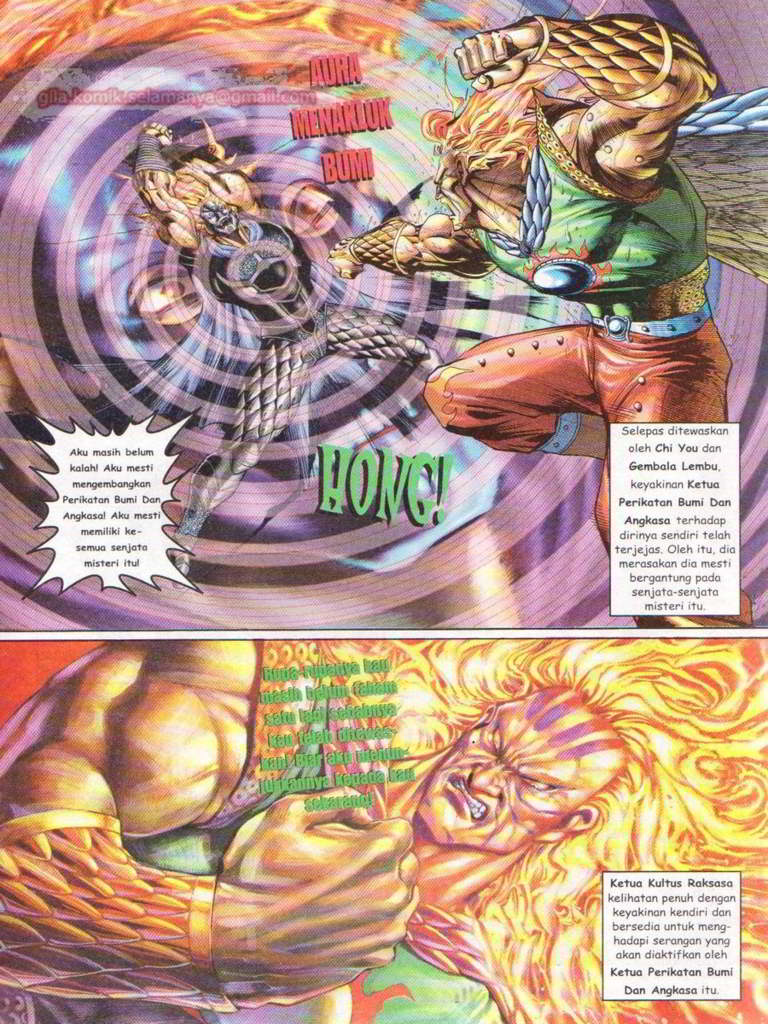 gila.komik.selamanya@gmail.com
AURA
MENAKLUK
BUMI
HONG!
Aku masih belum
kalah! Aku mesti
mengembangkan
Perikatan Bumi Dan
Angkasa! Aku mesti
memiliki ke-
semua senjata
misteri itu!
Selepas ditewaskan
oleh Chi You dan
Gembala Lembu,
keyakinan Ketua
Perikatan Bumi Dan
Angkasa terhadap
dirinya sendiri telah
terjejas. Oleh itu, dia
merasakan dia mesti
bergantung pada
senjata-senjata
misteri itu.
Rupa-rupanya kau
masih belum faham
satu lagi sebabnya
kau telah ditewas-
kan! Biar aku menun-
jukkannya kepada kau
sekarang!
Ketua Kultus Raksasa
kelihatan penuh dengan
keyakinan kendiri dan
bersedia untuk meng-
hadapi serangan yang
akan diaktifkan oleh
Ketua Perikatan Bumi
Dan Angkasa itu.